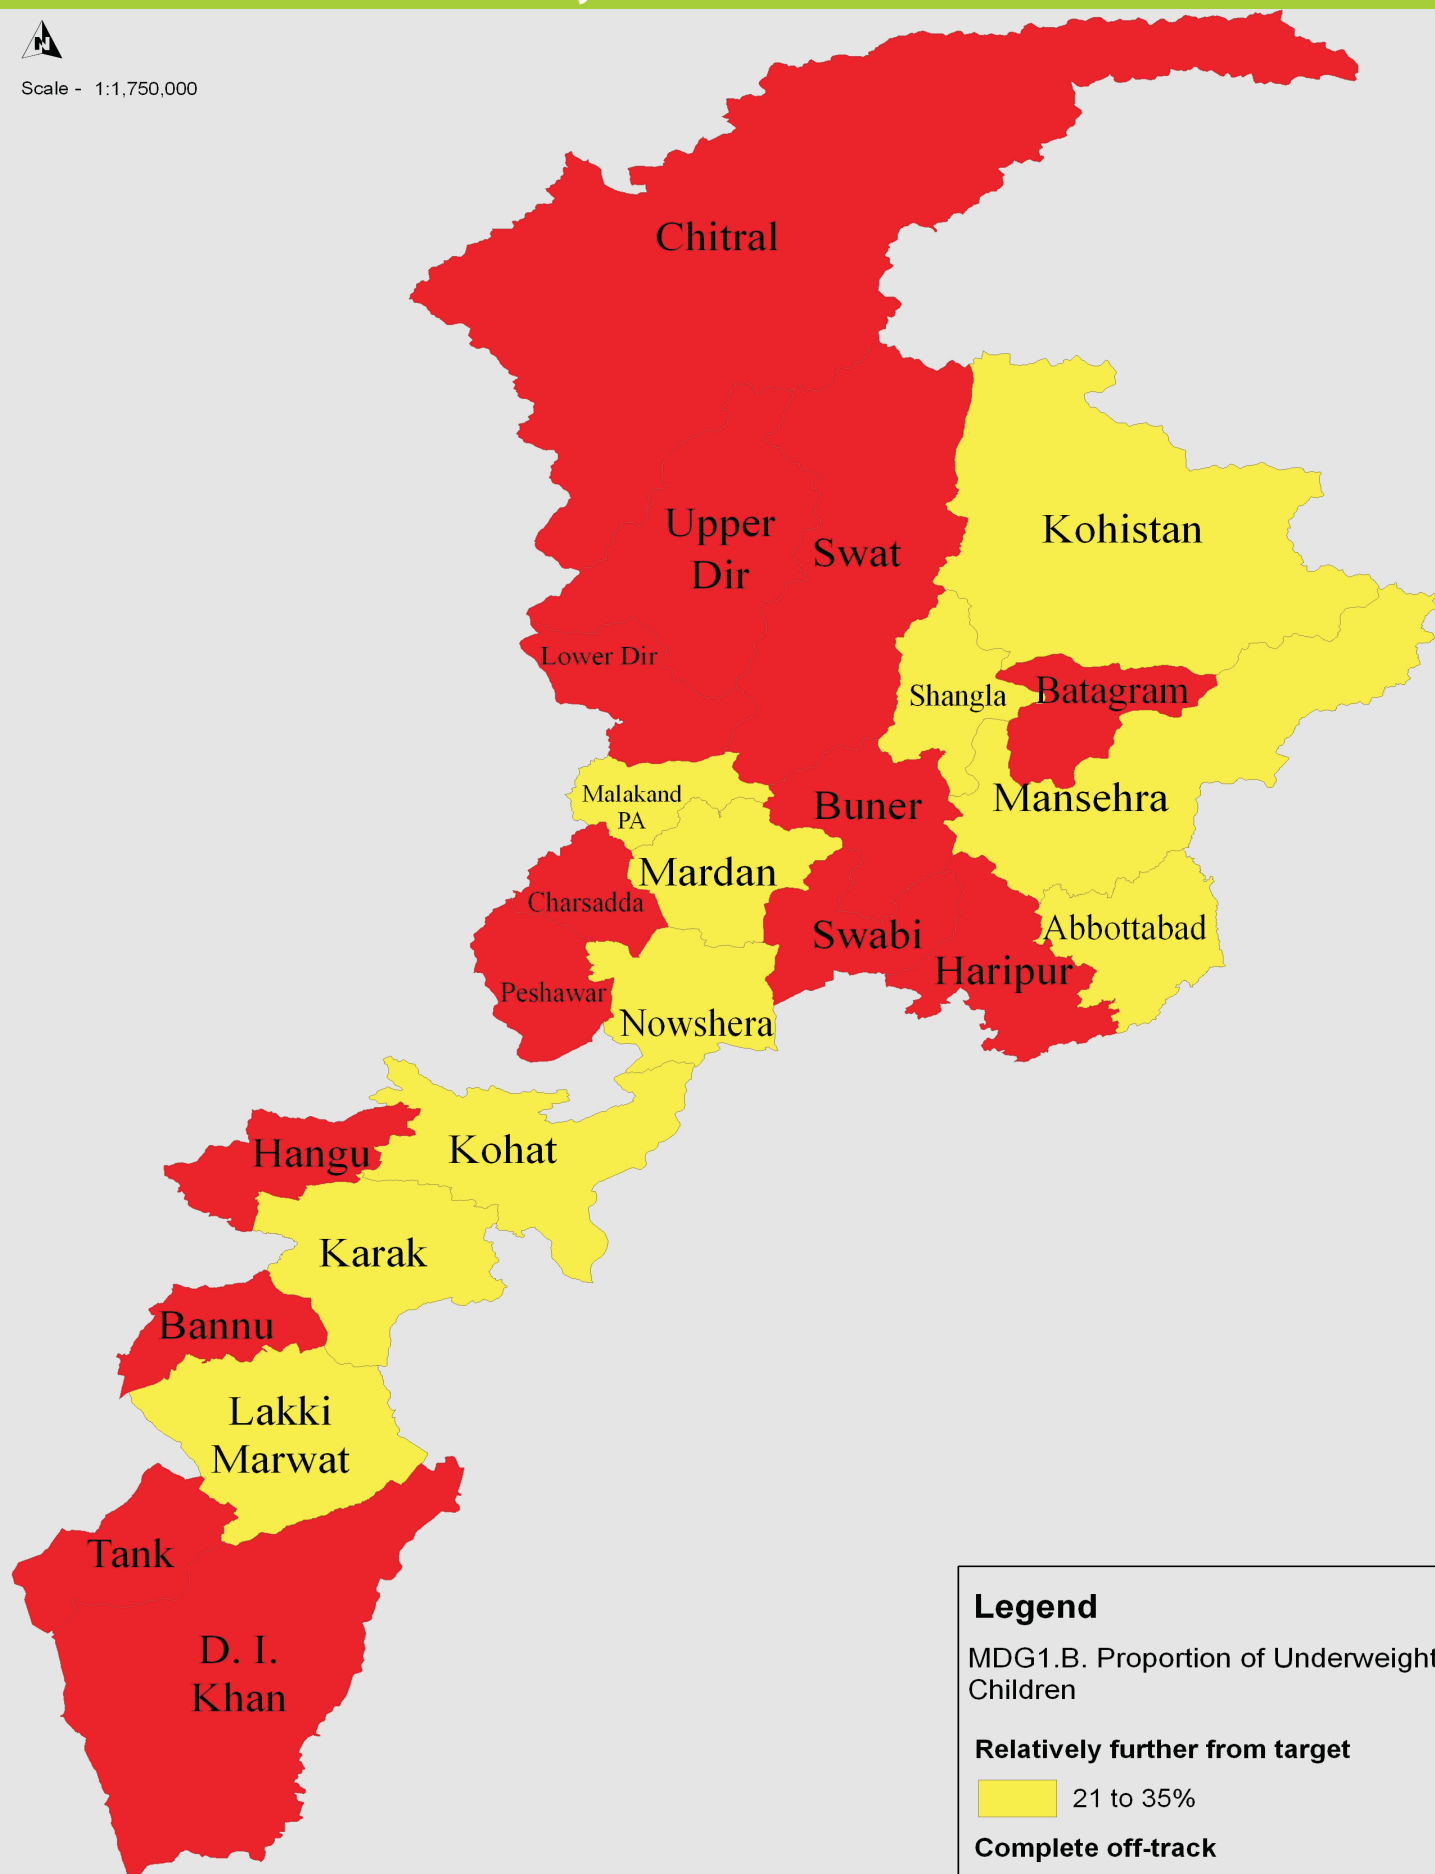 N
Scale - 1:1,750,000
Chitral
Upper
Dir
Swat
Kohistan
Lower Dir
Shangla
Batagram
Malakand
PA
Buner
Mansehra
Mardan
Charsadda
Swabi
Abbottabad
Haripur
Peshawar
Nowshera
Hangu
Kohat
Karak
Bannu
Lakki
Marwat
Tank
D. I.
Khan
Legend
MDG1.B. Proportion of Underweight
Children
Relatively further from target
21 to 35%
Complete off-track